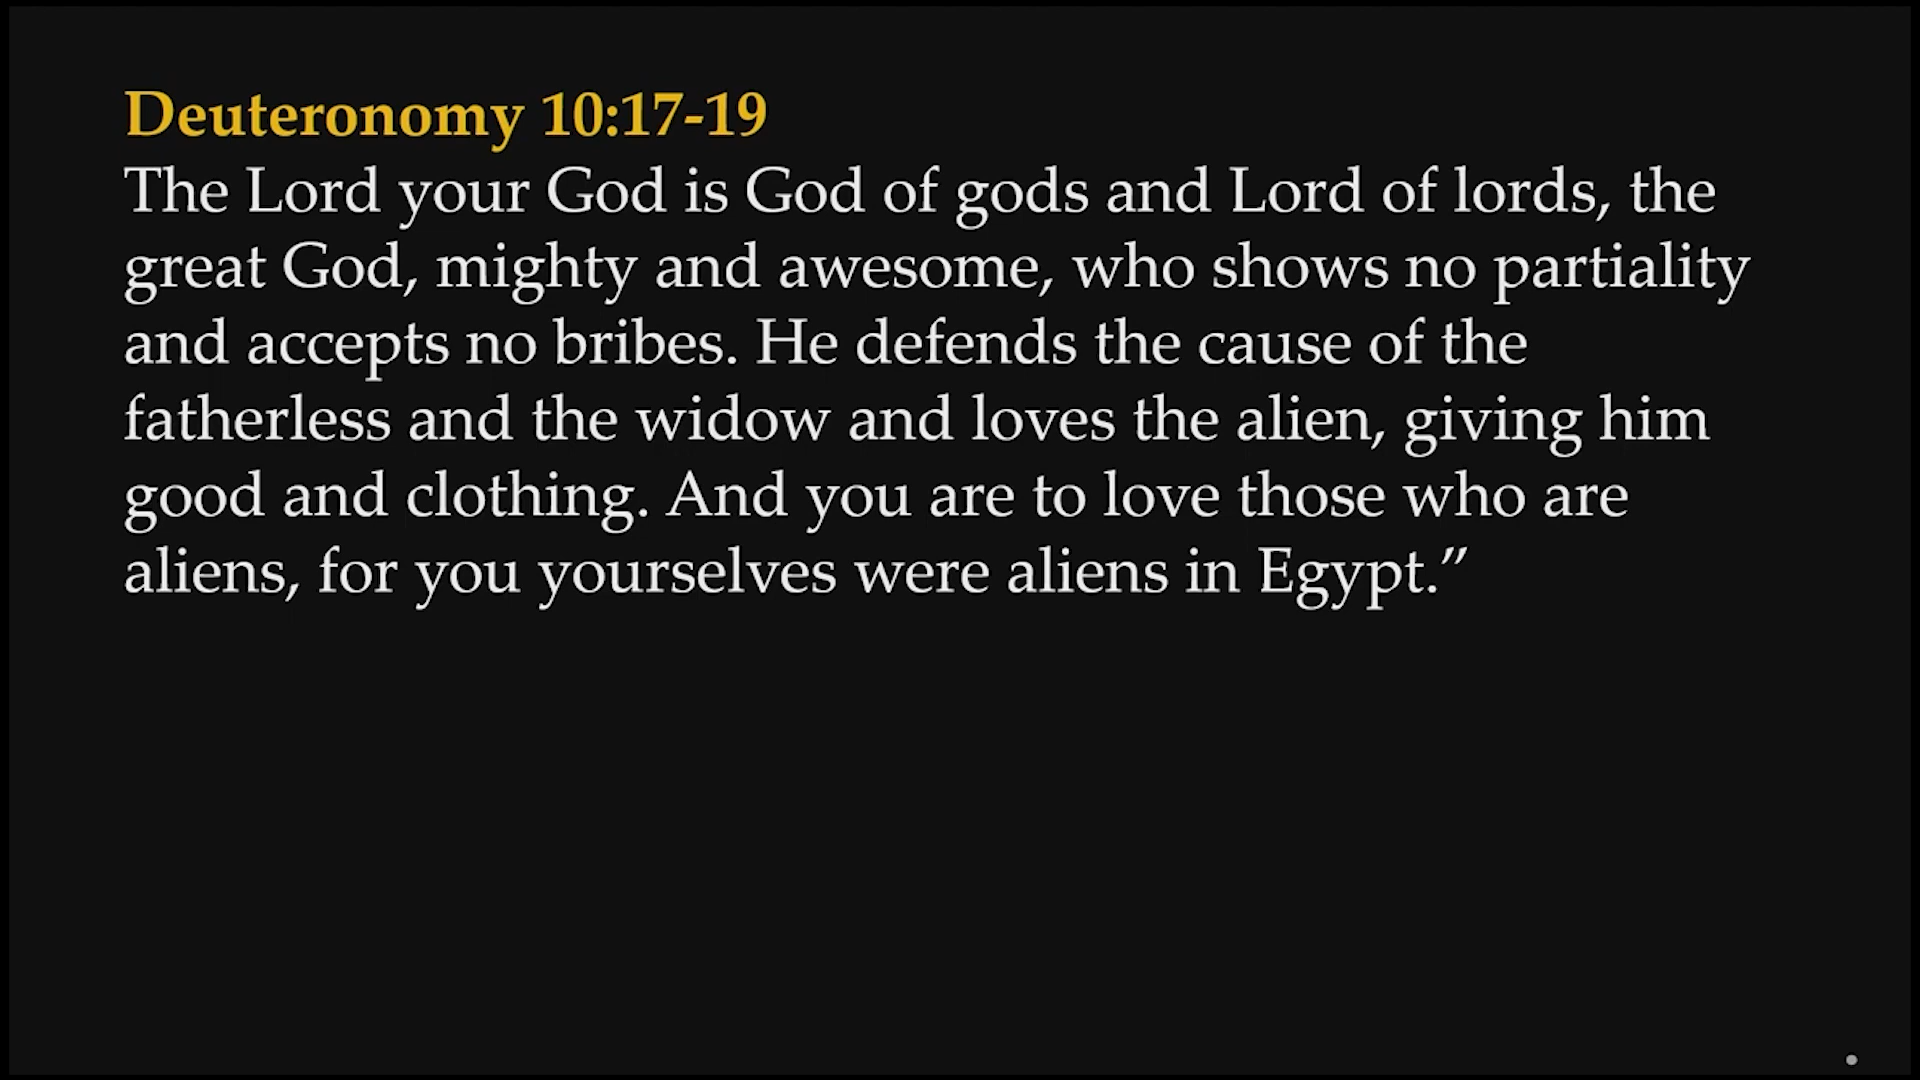 Deuteronomy 10:17-19
The Lord your God is God of gods and Lord of lords, the
great God, mighty and awesome, who shows no partiality
and accepts no bribes. He defends the cause of the
fatherless and the widow and loves the alien, giving him
good and clothing. And you are to love those who are
aliens, for you yourselves were aliens in Egypt.”